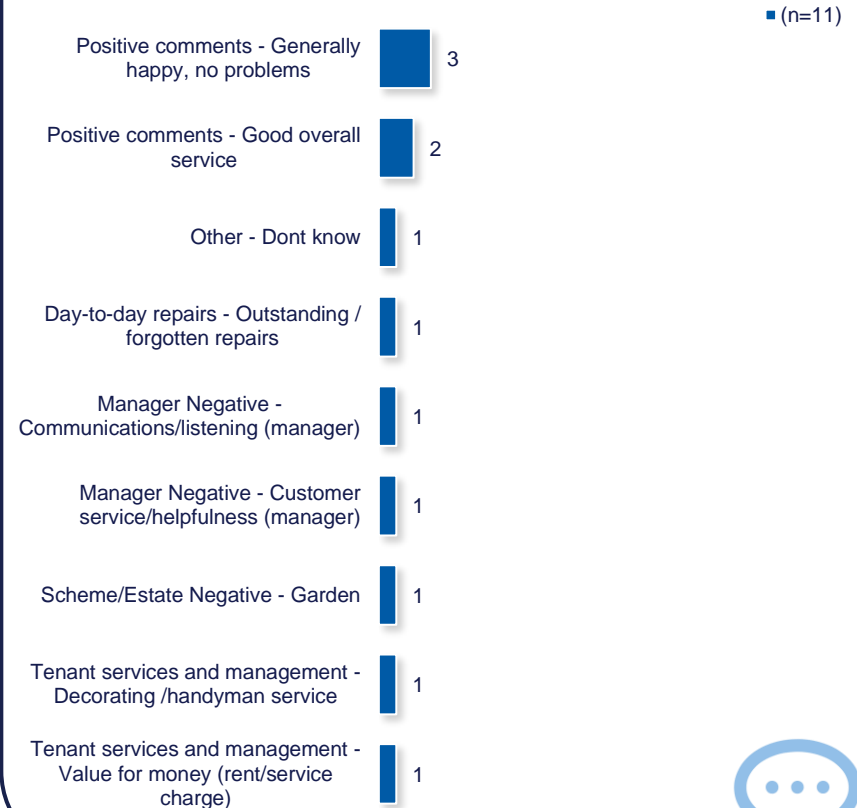 (n=11)
Positive comments - Generally
happy, no problems
3
Positive comments - Good overall
service
2
Other - Dont know
1
Day-to-day repairs - Outstanding /
forgotten repairs
1
Manager Negative -
Communications/listening (manager)
1
Manager Negative - Customer
service/helpfulness (manager)
1
Scheme/Estate Negative - Garden
1
Tenant services and management -
Decorating /handyman service
1
Tenant services and management -
Value for money (rent/service
charge)
1